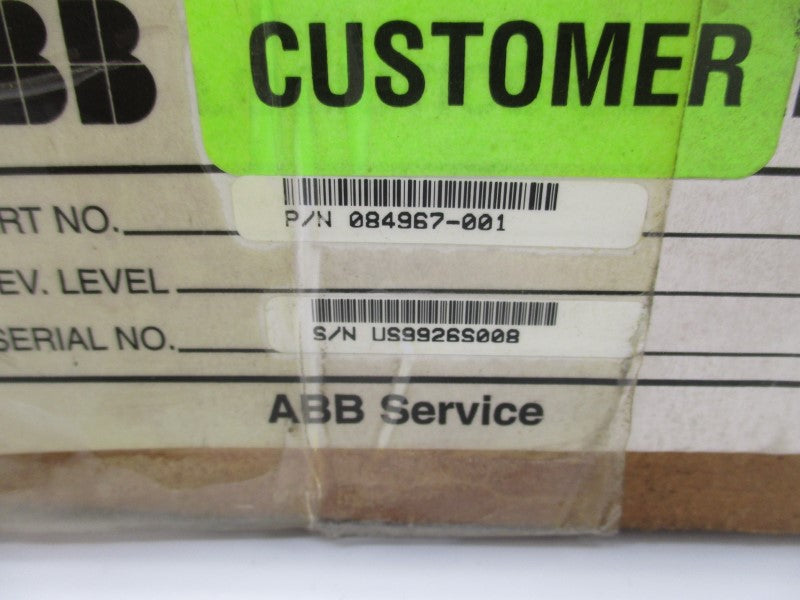 BB
CUSTOMER
RT NO.
P/N 084967-001
EV. LEVEL
SERIAL NO.
S/N US9926S008
ABB Service